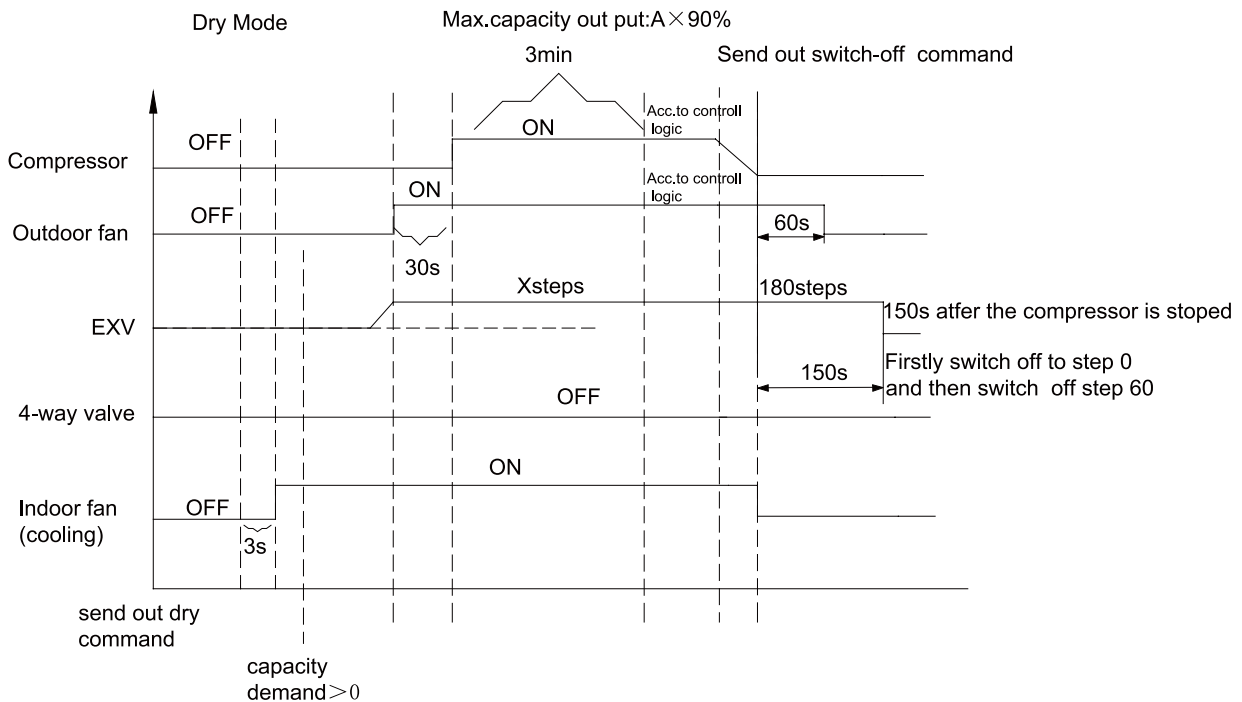 Dry Mode
Max.capacity out put:A×90%
3min
Send out switch-off command
Acc.to controll
logic
OFF
ON
Compressor
Acc.to controll
logic
ON
OFF
Outdoor fan
60s
30s
Xsteps
180steps
EXV
150s atfer the compressor is stoped
150s
Firstly switch off to step 0
and then switch off step 60
OFF
4-way valve
ON
OFF
Indoor fan
(cooling)
3s
send out dry
command
capacity
demand>0